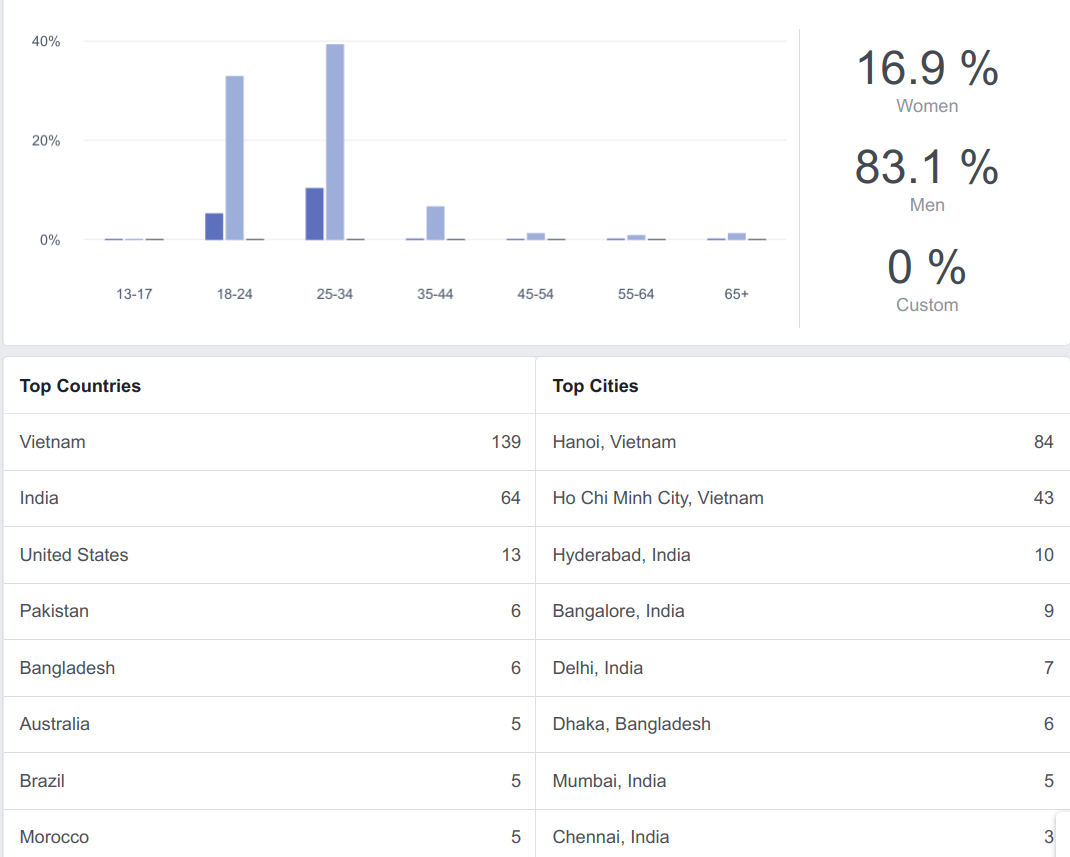 40%
16.9 %
Women
20%
83.1 %
Men
0%
0 %
Custom
13-17 18-24 25-34 35-44 45-54 55-64 65+
Top Countries Top Cities
Vietnam 139 Hanoi, Vietnam 84
India 64 Ho Chi Minh City, Vietnam 43
United States 13 Hyderabad, India 10
Pakistan 6 Bangalore, India 9
Bangladesh 6 Delhi, India 7
Australia 5 Dhaka, Bangladesh 6
Brazil 5 Mumbai, India 5
Morocco 5 Chennai, India 3